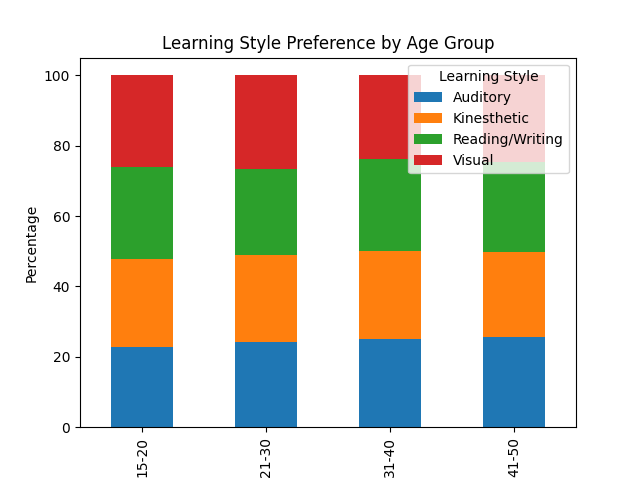 Learning Style Preference by Age Group
Learning Style
Auditory
Kinesthetic
Reading/Writing
Visual
Percentage
100
80
60
40
20
0
15-20
21-30
31-40
41-50